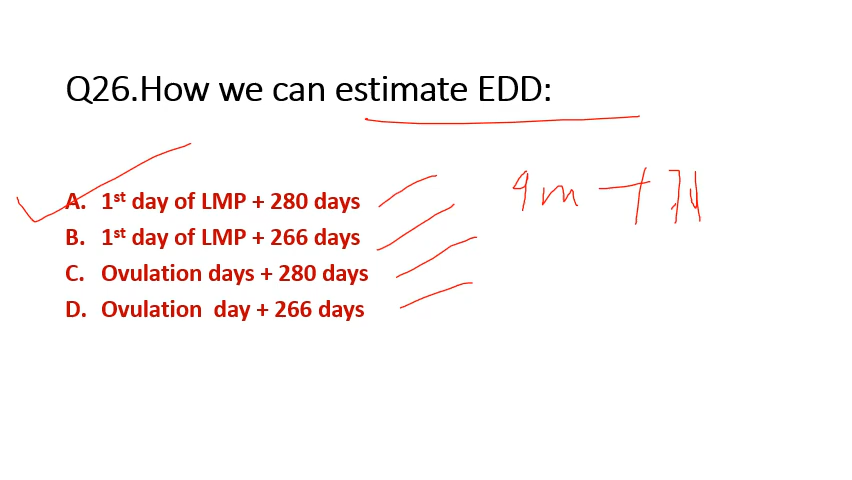 Q26.How we can estimate EDD:
A. 1st day of LMP + 280 days
9m + 7d
B. 1st day of LMP + 266 days
C. Ovulation days + 280 days
D. Ovulation day + 266 days